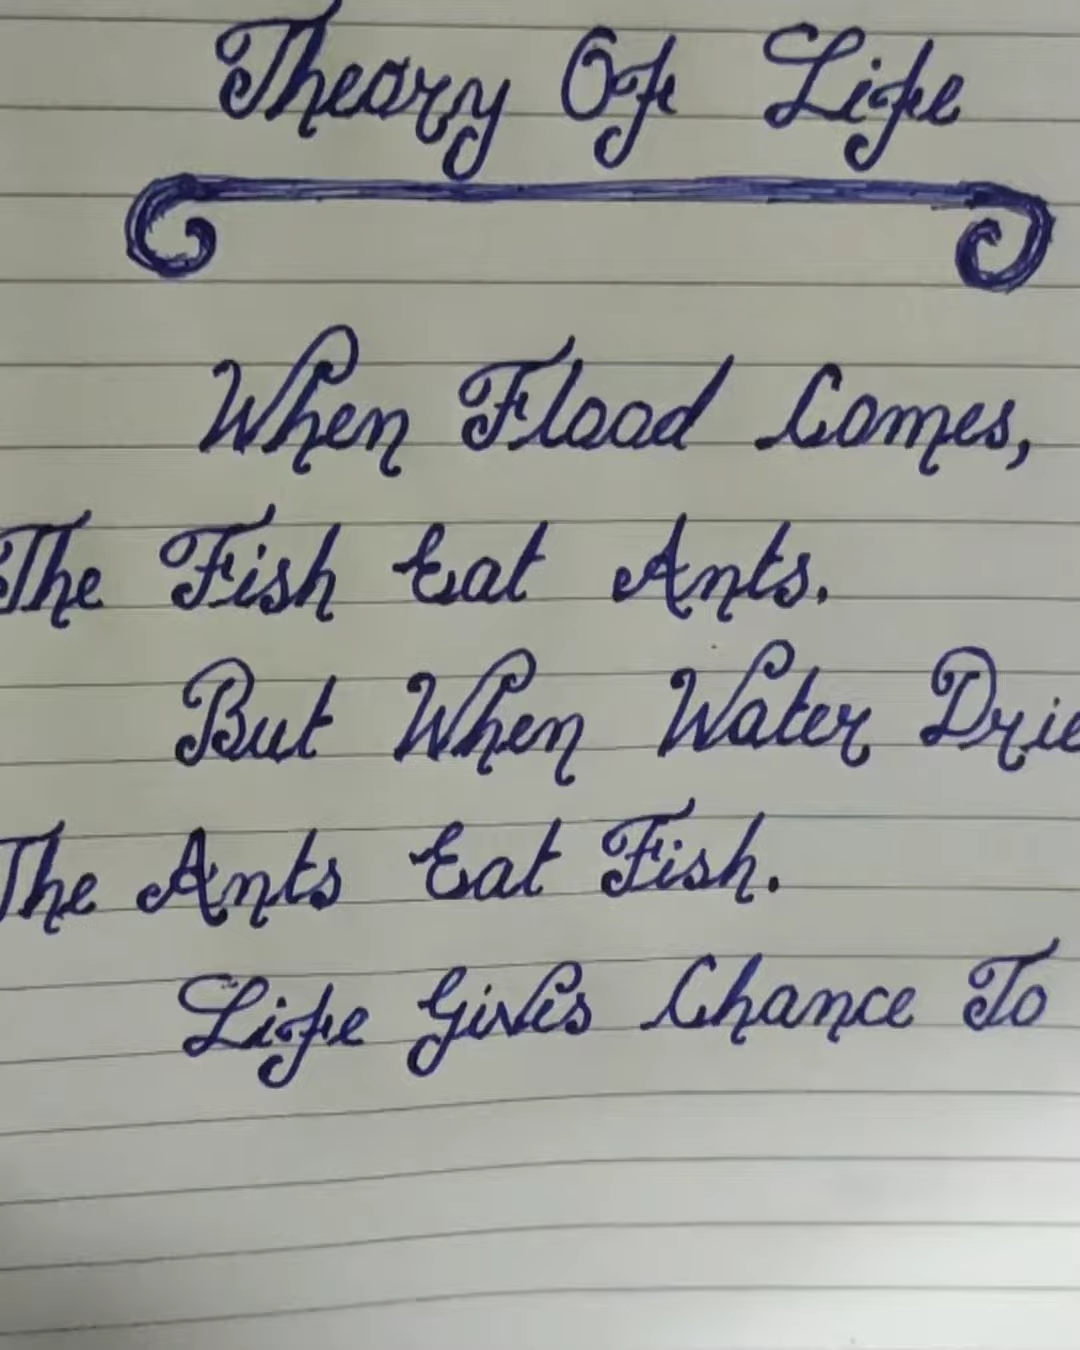 Theory Of Life
When Flood Comes,
The Fish Eat Ants.
But When Water Drie
The Ants Eat Fish.
Life Gives Chance To